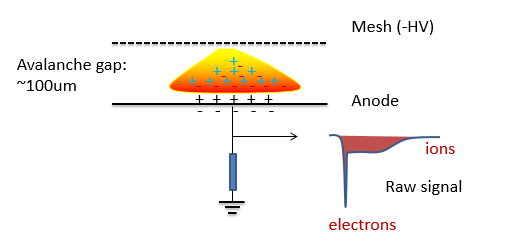 Mesh (-HV)
Avalanche gap:
~100um
Anode
ions
Raw signal
electrons